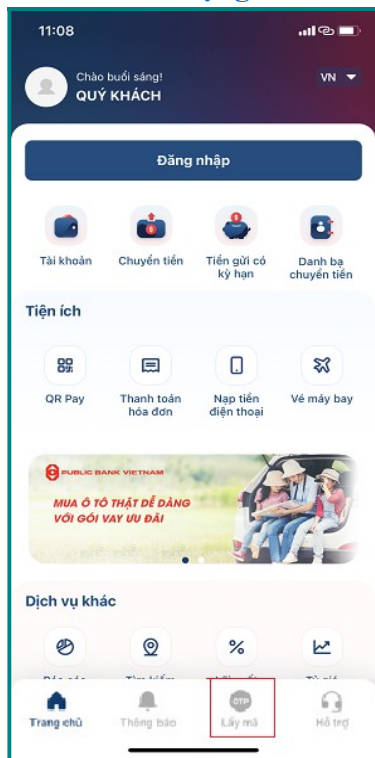 11:08
Chào buổi sáng!
VN
QUÝ KHÁCH
Đăng nhập
Tài khoản Chuyển tiền Tiền gửi có Danh bạ
kỳ hạn chuyển tiền
Tiện ích
QR Pay Thanh toán Nạp tiền Vé máy bay
hóa đơn điện thoại
PUBLIC BANK VIETNAM
MUA Ô TÔ THẬT DỄ DÀNG
VỚI GÓI VAY ƯU ĐÃI
Dịch vụ khác
%
OTP
Trang chủ Thông báo Lấy mã Hỗ trợ